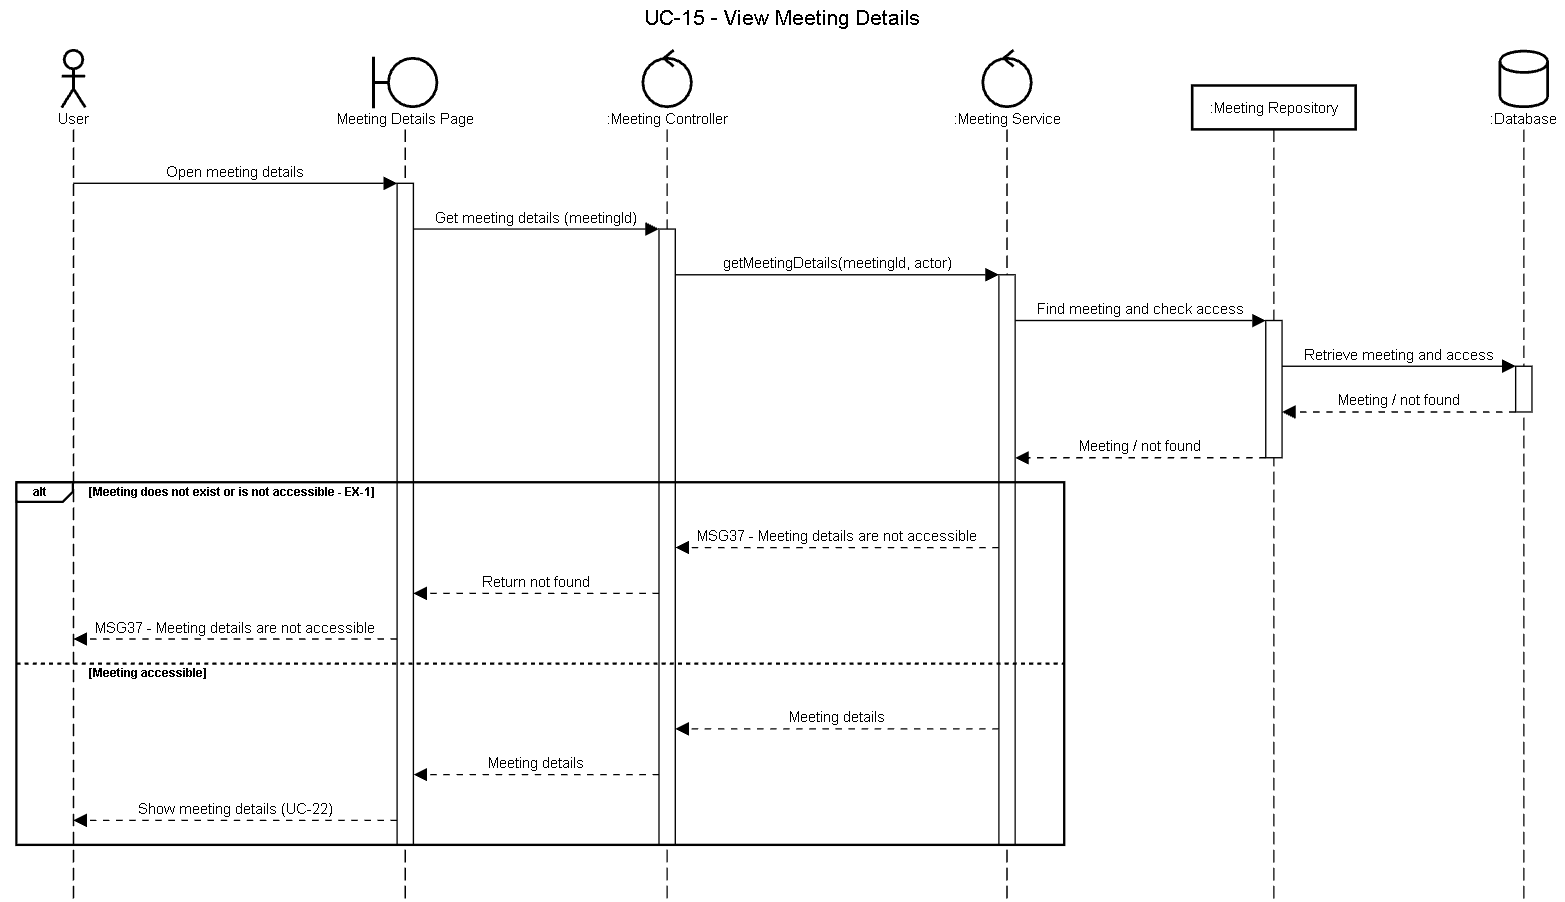 UC-15 - View Meeting Details
User
Meeting Details Page
:Meeting Controller
:Meeting Service
:Meeting Repository
:Database
Open meeting details
Get meeting details (meetingId)
getMeetingDetails(meetingId, actor)
Find meeting and check access
Retrieve meeting and access
Meeting / not found
Meeting / not found
alt
[Meeting does not exist or is not accessible - EX-1]
MSG37 - Meeting details are not accessible
Return not found
MSG37 - Meeting details are not accessible
[Meeting accessible]
Meeting details
Meeting details
Show meeting details (UC-22)